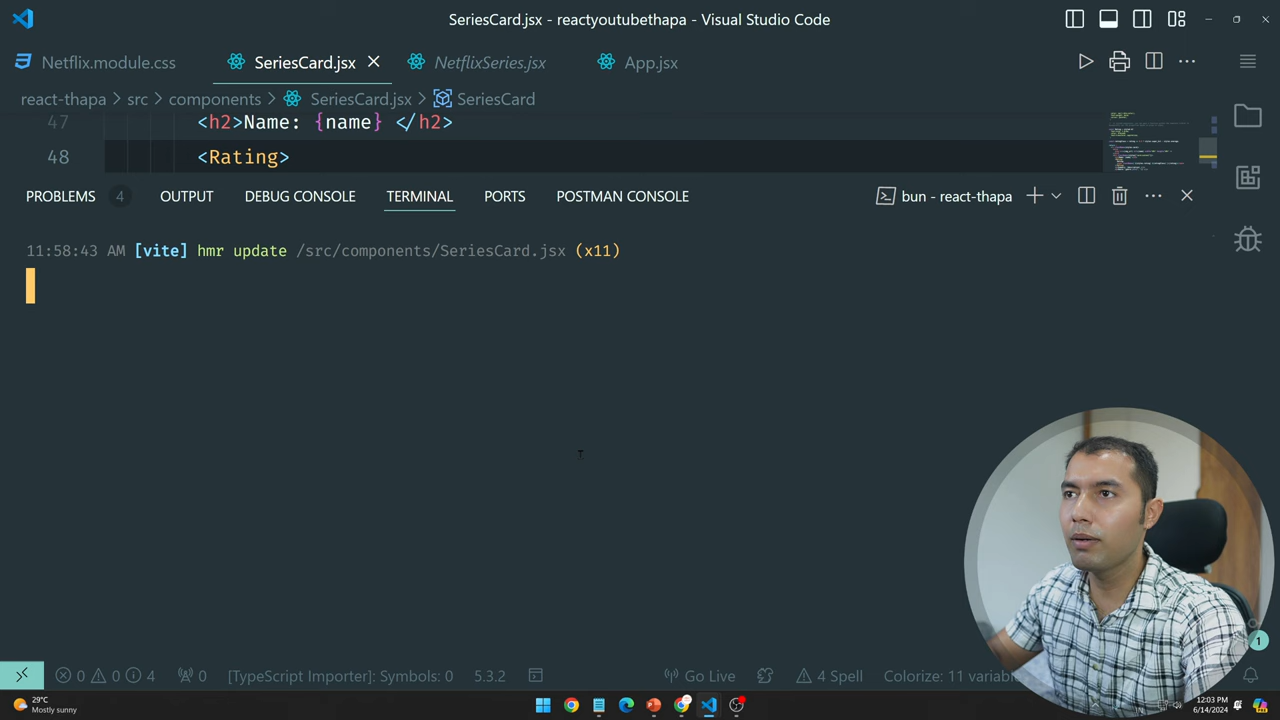 SeriesCard.jsx - reactyoutubethapa - Visual Studio Code
Netflix.module.css SeriesCard.jsx NetflixSeries.jsx App.jsx
react-thapa > src > components > SeriesCard.jsx > SeriesCard
47 <h2>Name: {name} </h2>
48 <Rating>
PROBLEMS 4 OUTPUT DEBUG CONSOLE TERMINAL PORTS POSTMAN CONSOLE bun - react-thapa
11:58:43 AM [vite] hmr update /src/components/SeriesCard.jsx (x11)
0 0 4 0 [TypeScript Importer]: Symbols: 0 5.3.2 Go Live 4 Spell Colorize: 11 variab
1
29°C
Mostly sunny
12:03 PM
6/14/2024